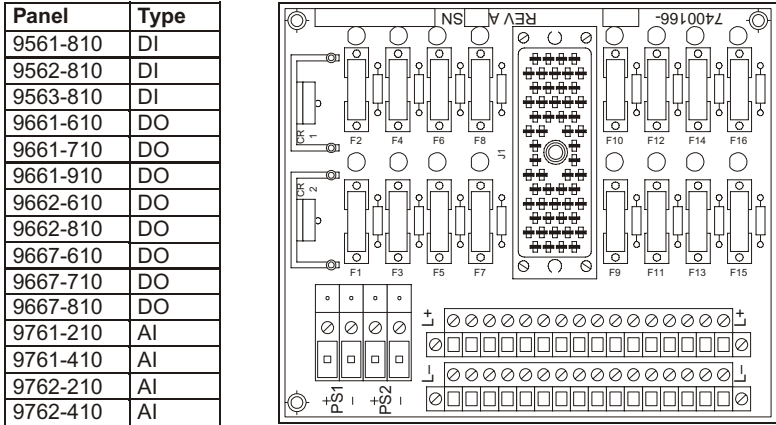 Panel Type
9561-810 DI
9562-810 DI
9563-810 DI
9661-610 DO
9661-710 DO
9661-910 DO
9662-610 DO
9662-810 DO
9667-610 DO
9667-710 DO
9667-810 DO
9761-210 AI
9761-410 AI
9762-210 AI
9762-410 AI
7400166- REV A SN
CR 1
F2 F4 F6 F8 J1 F10 F12 F14 F16
CR 2
F1 F3 F5 F7 F9 F11 F13 F15
L+ L+
L- L-
+ - + -
PS1 PS2